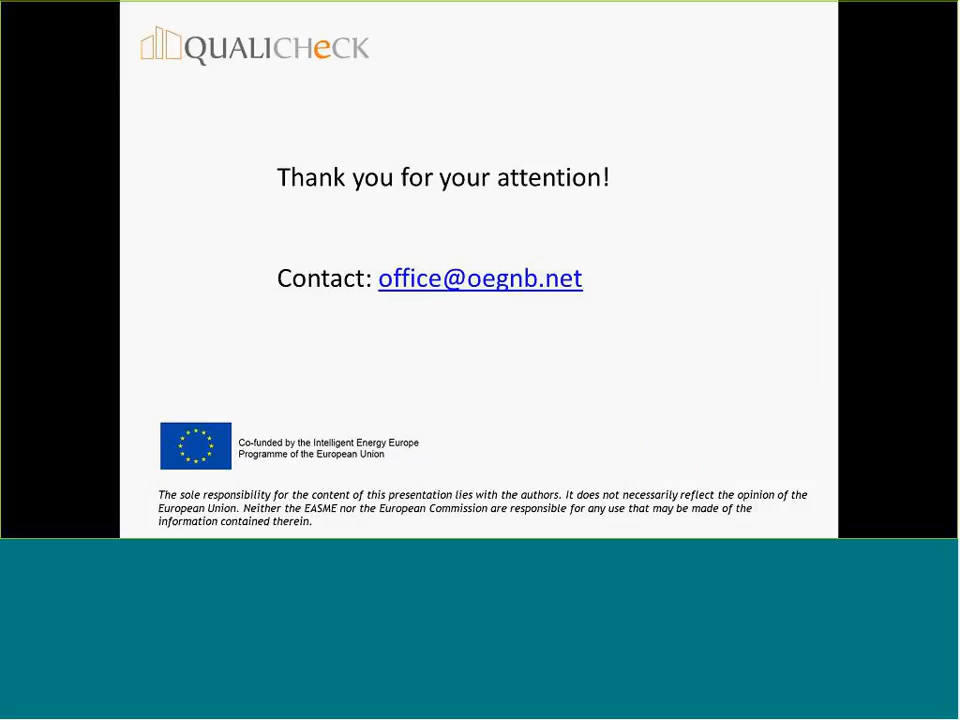 QUALICHeCK
Thank you for your attention!
Contact: office@oegnb.net
Co-funded by the Intelligent Energy Europe
Programme of the European Union
The sole responsibility for the content of this presentation lies with the authors. It does not necessarily reflect the opinion of the
European Union. Neither the EASME nor the European Commission are responsible for any use that may be made of the
information contained therein.